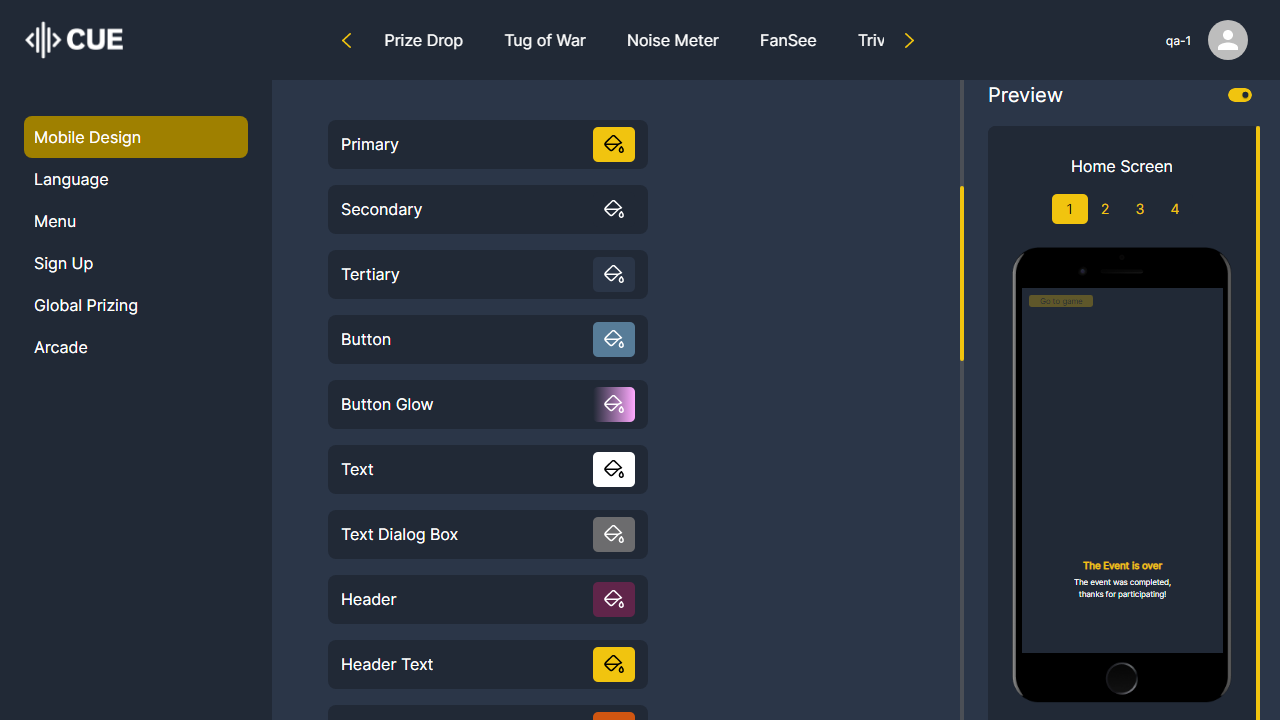 CUE
Prize Drop
Tug of War
Noise Meter
FanSee
Triv
qa-1
Mobile Design
Language
Menu
Sign Up
Global Prizing
Arcade
Primary
Secondary
Tertiary
Button
Button Glow
Text
Text Dialog Box
Header
Header Text
Preview
Home Screen
1 2 3 4
Go to game
The Event is over
The event was completed,
thanks for participating!